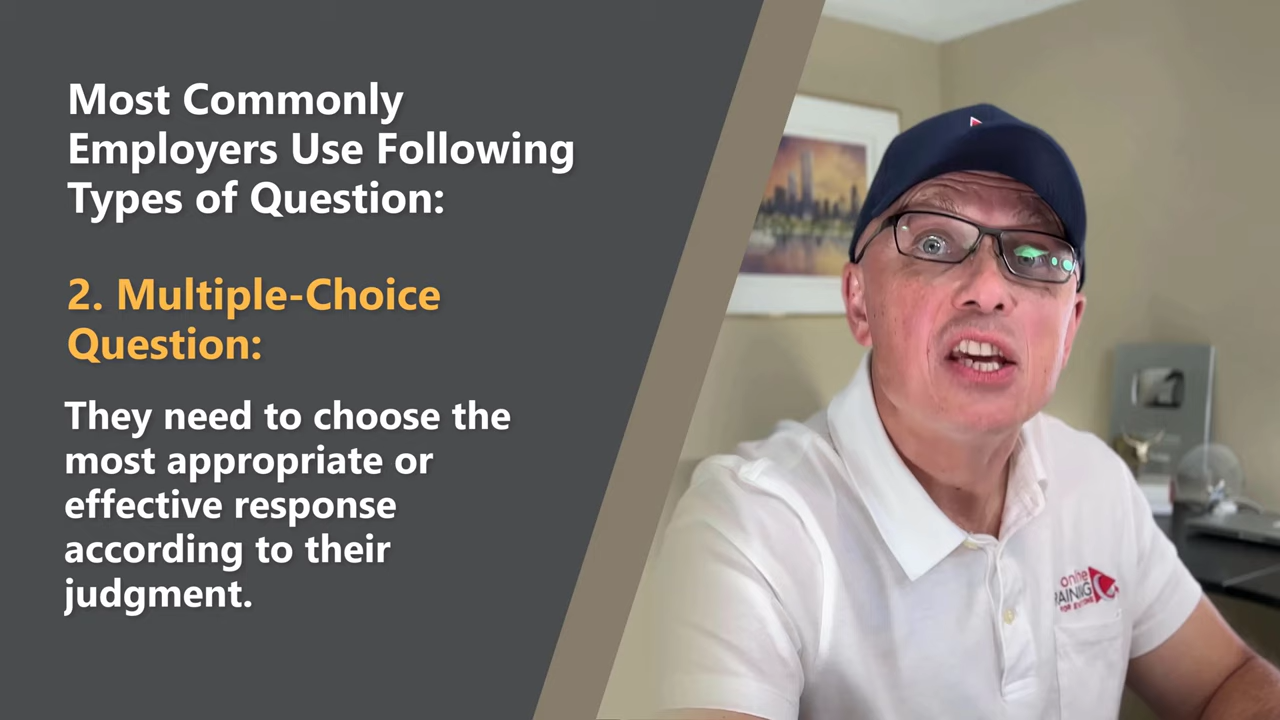 Most Commonly
Employers Use Following
Types of Question:
2. Multiple-Choice
Question:
They need to choose the
most appropriate or
effective response
according to their
judgment.
online